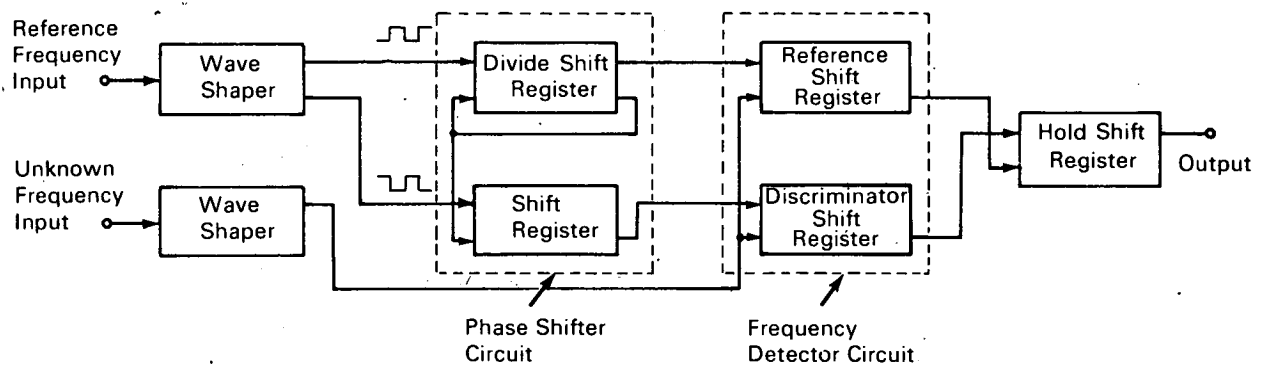 Reference
Frequency
Input
Wave
Shaper
Divide Shift
Register
Reference
Shift
Register
Hold Shift
Register
Output
Unknown
Frequency
Input
Wave
Shaper
Shift
Register
Discriminator
Shift
Register
Phase Shifter
Circuit
Frequency
Detector Circuit